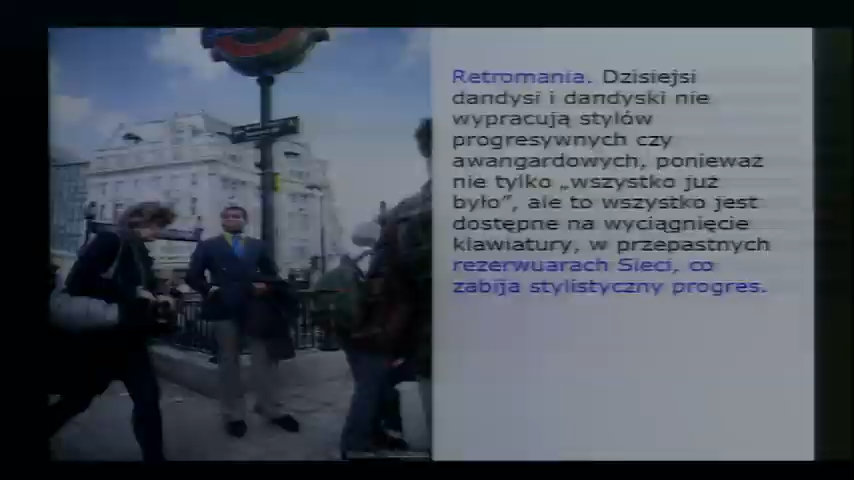 Retromania. Dzisiejsi
dandysi i dandyski nie
wypracują stylów
progresywnych czy
awangardowych, ponieważ
nie tylko „wszystko już
było”, ale to wszystko jest
dostępne na wyciągnięcie
klawiatury, w przepastnych
rezerwuarach Sieci, co
zabija stylistyczny progres.